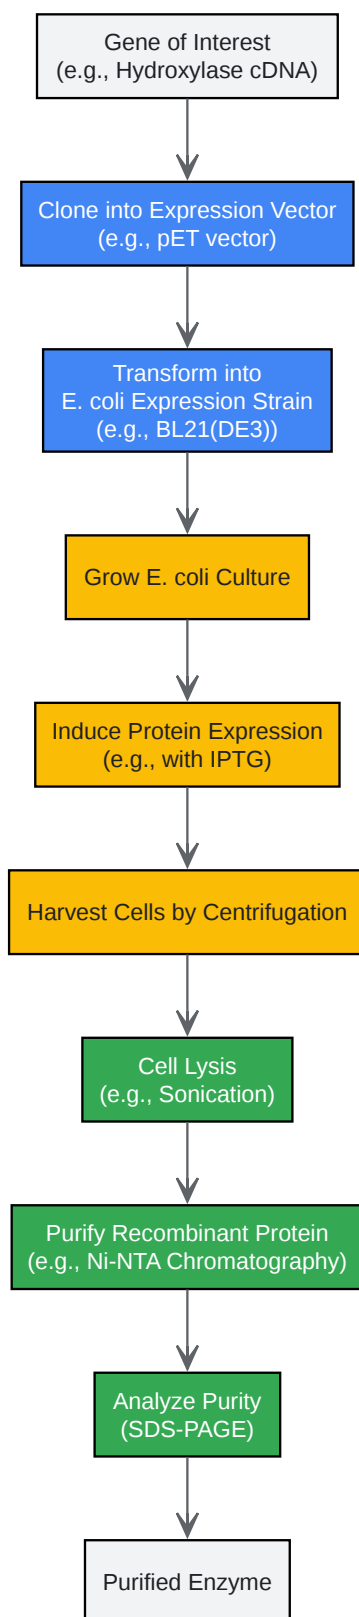 Gene of Interest
(e.g., Hydroxylase cDNA)
Clone into Expression Vector
(e.g., pET vector)
Transform into
E. coli Expression Strain
(e.g., BL21(DE3))
Grow E. coli Culture
Induce Protein Expression
(e.g., with IPTG)
Harvest Cells by Centrifugation
Cell Lysis
(e.g., Sonication)
Purify Recombinant Protein
(e.g., Ni-NTA Chromatography)
Analyze Purity
(SDS-PAGE)
Purified Enzyme